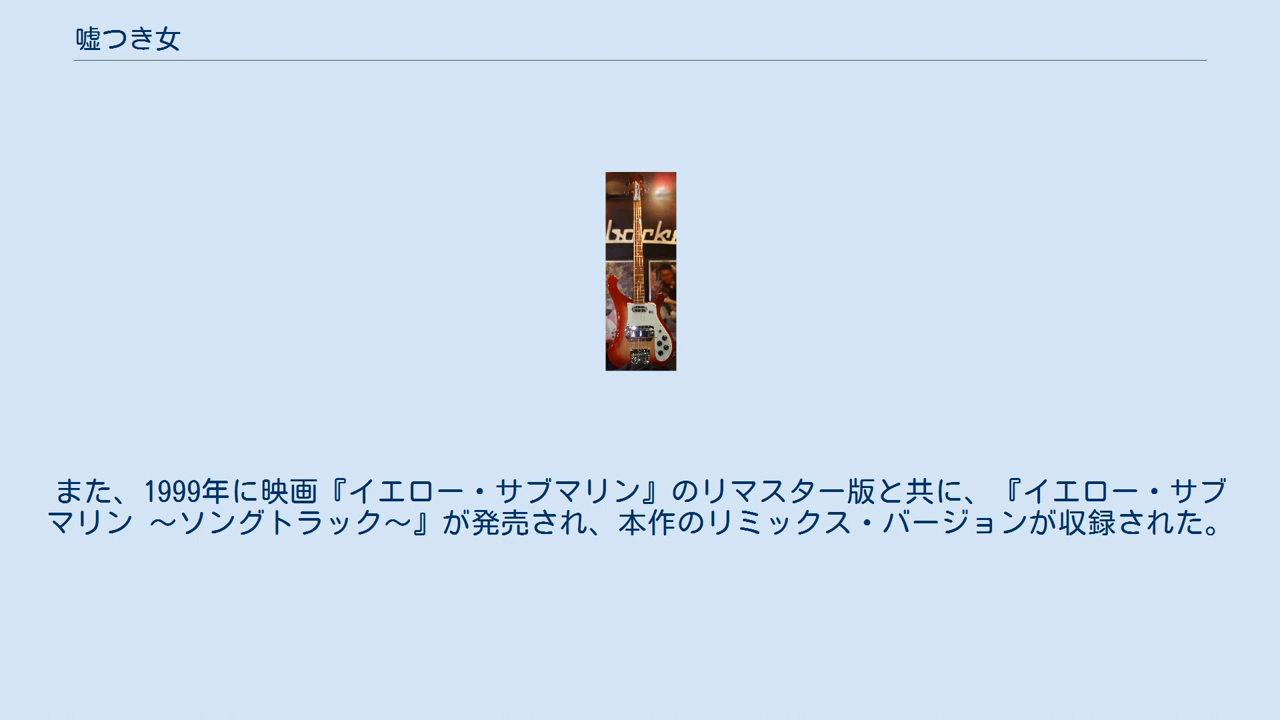 嘘つき女
また、1999年に映画『イエロー・サブマリン』のリマスター版と共に、『イエロー・サブ
マリン ～ソングトラック～』が発売され、本作のリミックス・バージョンが収録された。